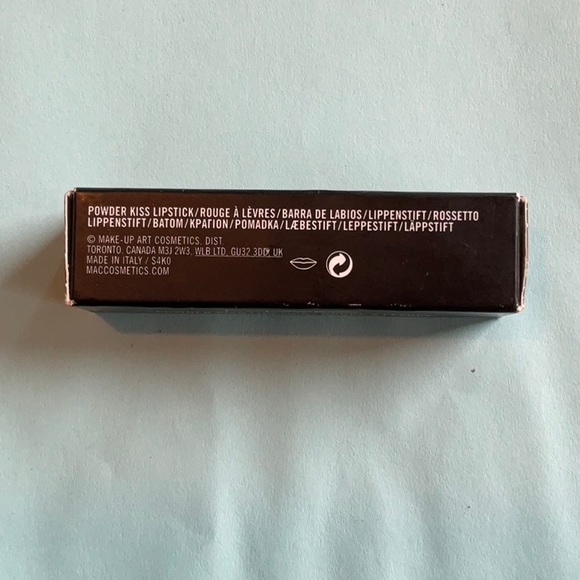 POWDER KISS LIPSTICK/ROUGE À LÈVRES/BARRA DE LABIOS/LIPPENSTIFT/ROSSETTO
LIPPENSTIFT/BATOM/ΚΡΑΓΙΟΝ/POMADKA/LÆBESTIFT/LEPPESTIFT/LÄPPSTIFT
© MAKE-UP ART COSMETICS. DIST.
TORONTO, CANADA M3J 2W3, WLB LTD, GU32 3DD, UK
MADE IN ITALY / S4K0
MACCOSMETICS.COM